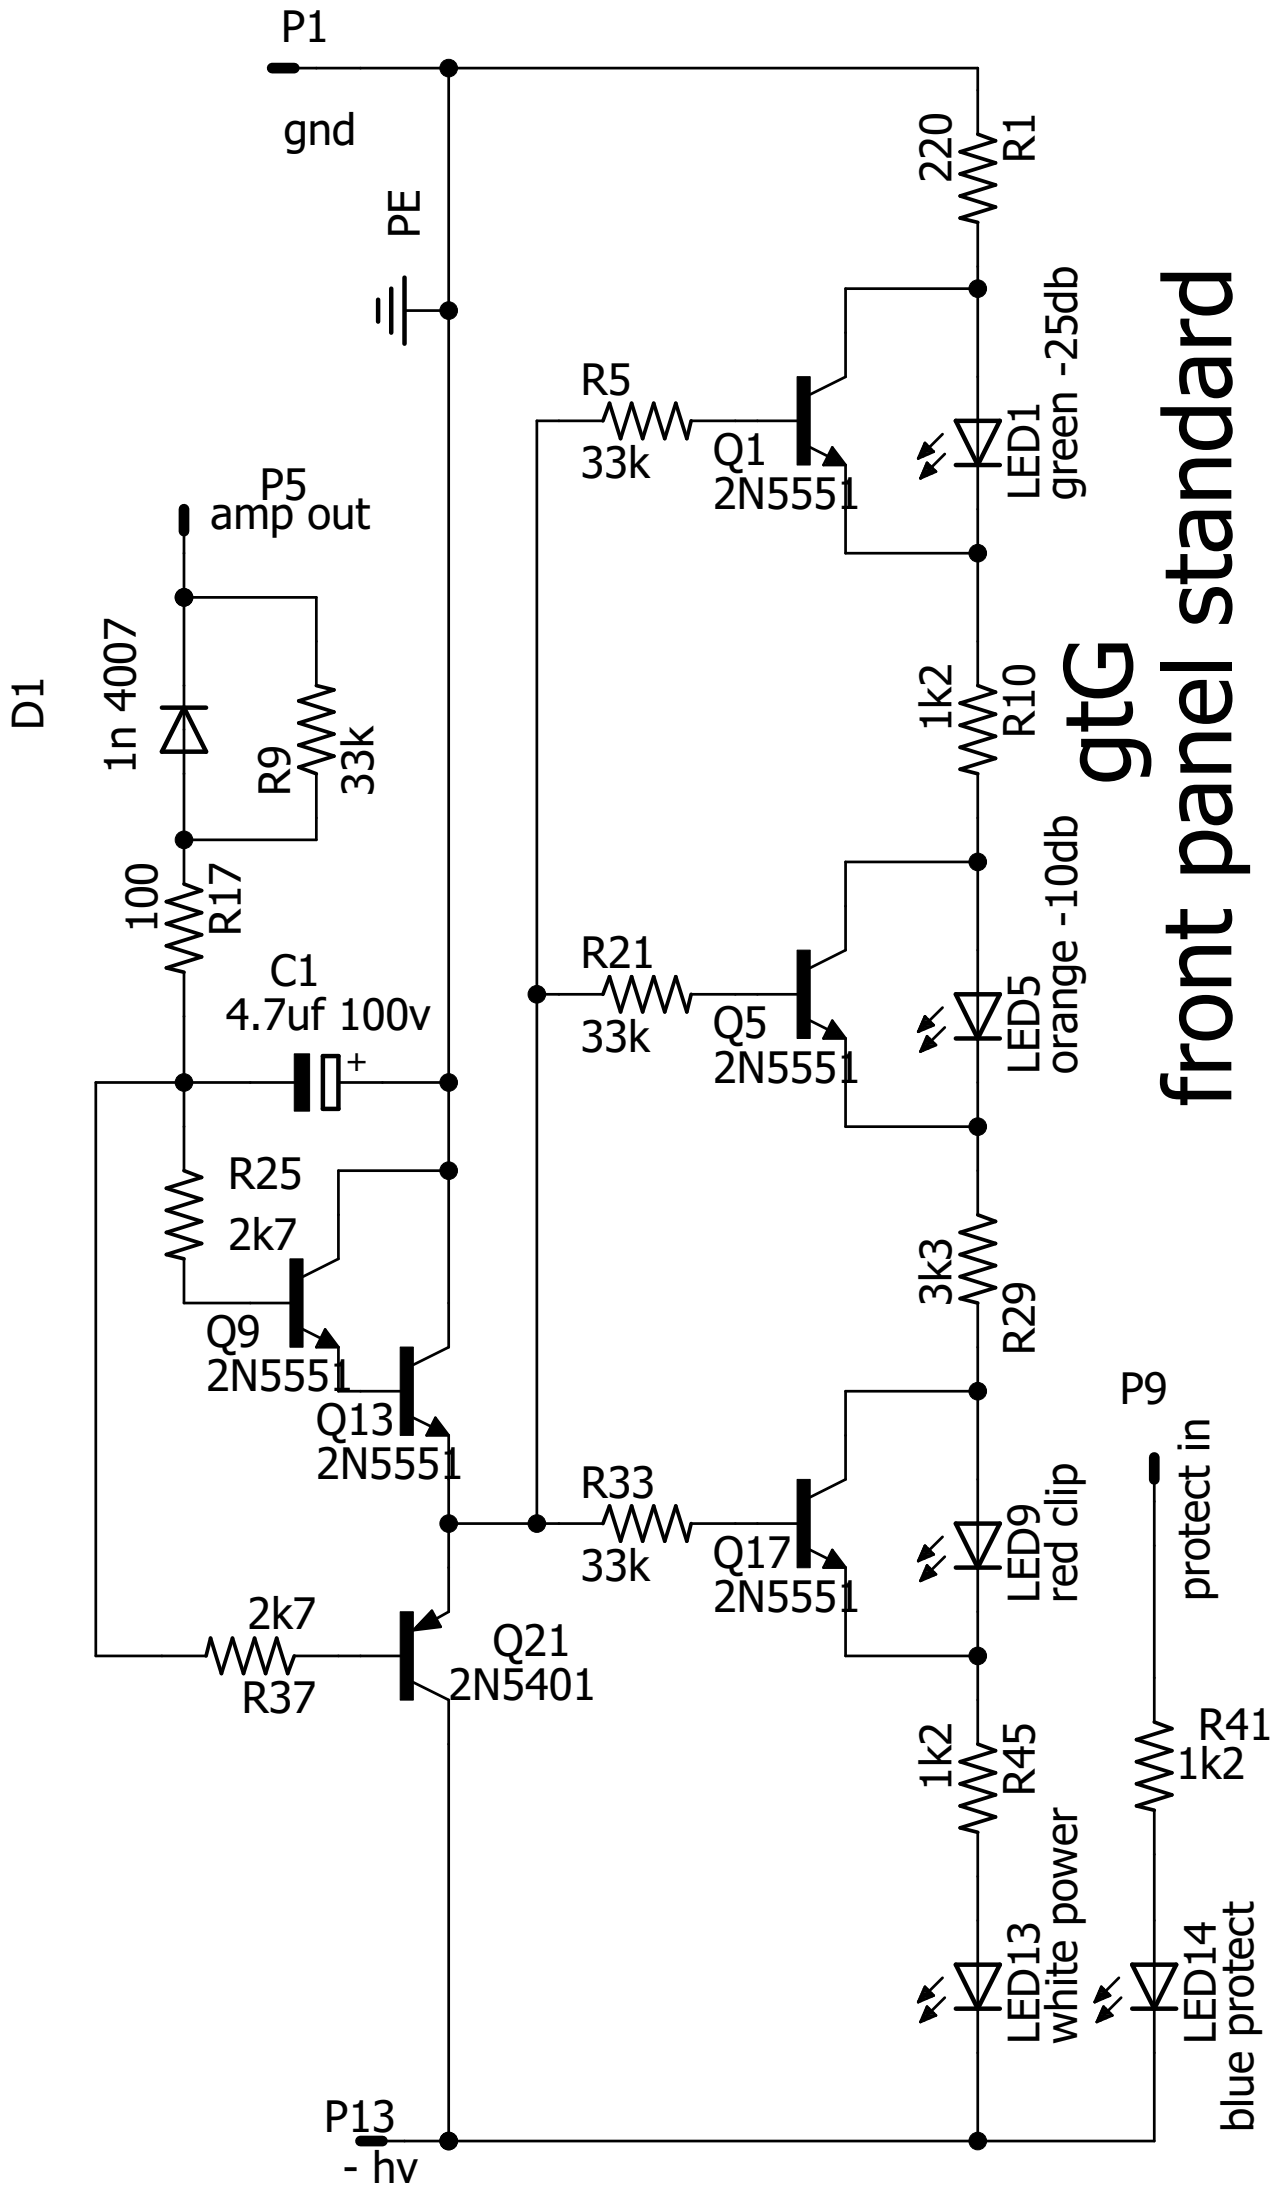 P1
gnd
PE
220
R1
R5
33k
Q1
2N5551
LED1
green -25db
P5
amp out
D1
1n 4007
R9
33k
1k2
R10
gtG
front panel standard
100
R17
C1
4.7uf 100v
+
R21
33k
Q5
2N5551
LED5
orange -10db
R25
2k7
Q9
2N5551
Q13
2N5551
3k3
R29
R33
33k
Q17
2N5551
LED9
red clip
P9
protect in
2k7
R37
Q21
2N5401
1k2
R45
R41
1k2
LED13
white power
LED14
blue protect
P13
- hv